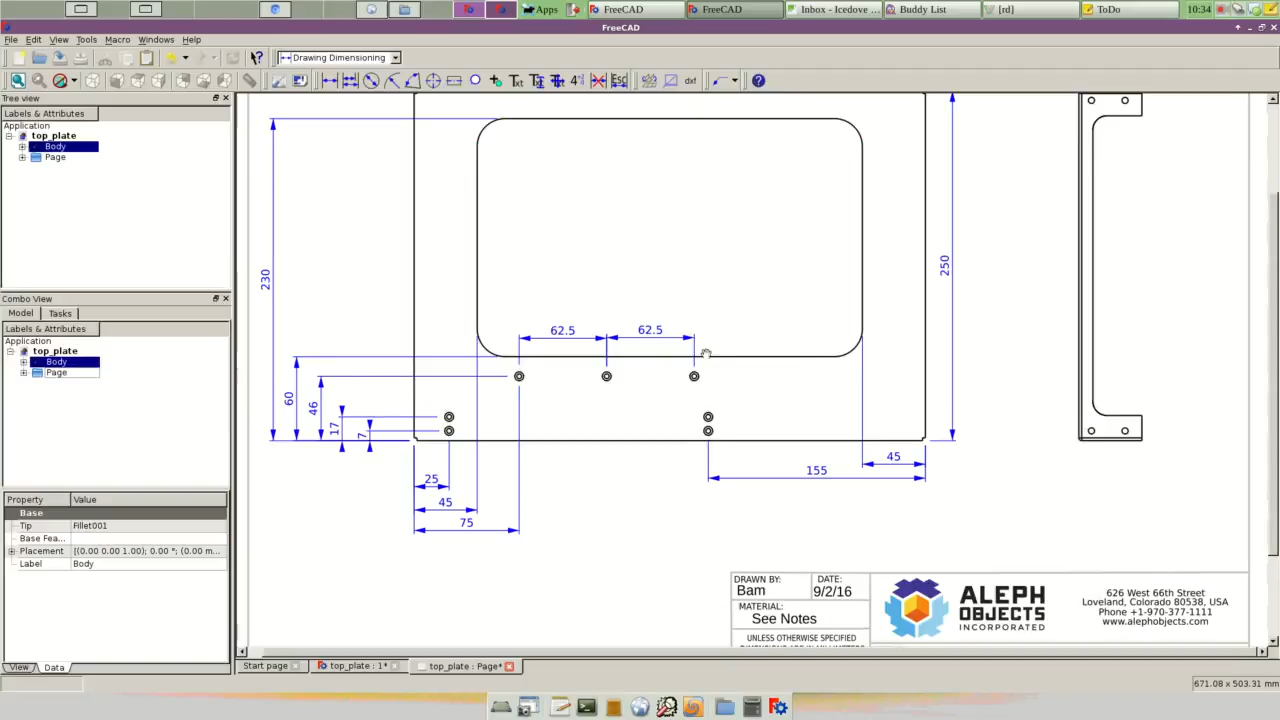 Apps
FreeCAD
FreeCAD
Inbox - Icedove ...
Buddy List
[rd]
ToDo
10:34
FreeCAD
File Edit View Tools Macro Windows Help
Drawing Dimensioning
Txt
dxf
Tree view
Labels & Attributes
Application
top_plate
Body
Page
Combo View
Model Tasks
Labels & Attributes
Application
top_plate
Body
Page
Property Value
Base
Tip Fillet001
Base Fea...
Placement [(0.00 0.00 1.00); 0.00 °; (0.00 m...
Label Body
View Data
230
250
62.5 62.5
60
46
17
7
25
45
75
155
45
DRAWN BY:
Bam
DATE:
9/2/16
MATERIAL:
See Notes
UNLESS OTHERWISE SPECIFIED
ALEPH
OBJECTS
INCORPORATED
626 West 66th Street
Loveland, Colorado 80538, USA
Phone +1-970-377-1111
www.alephobjects.com
Start page top_plate : 1* top_plate : Page*
671.08 x 503.31 mm